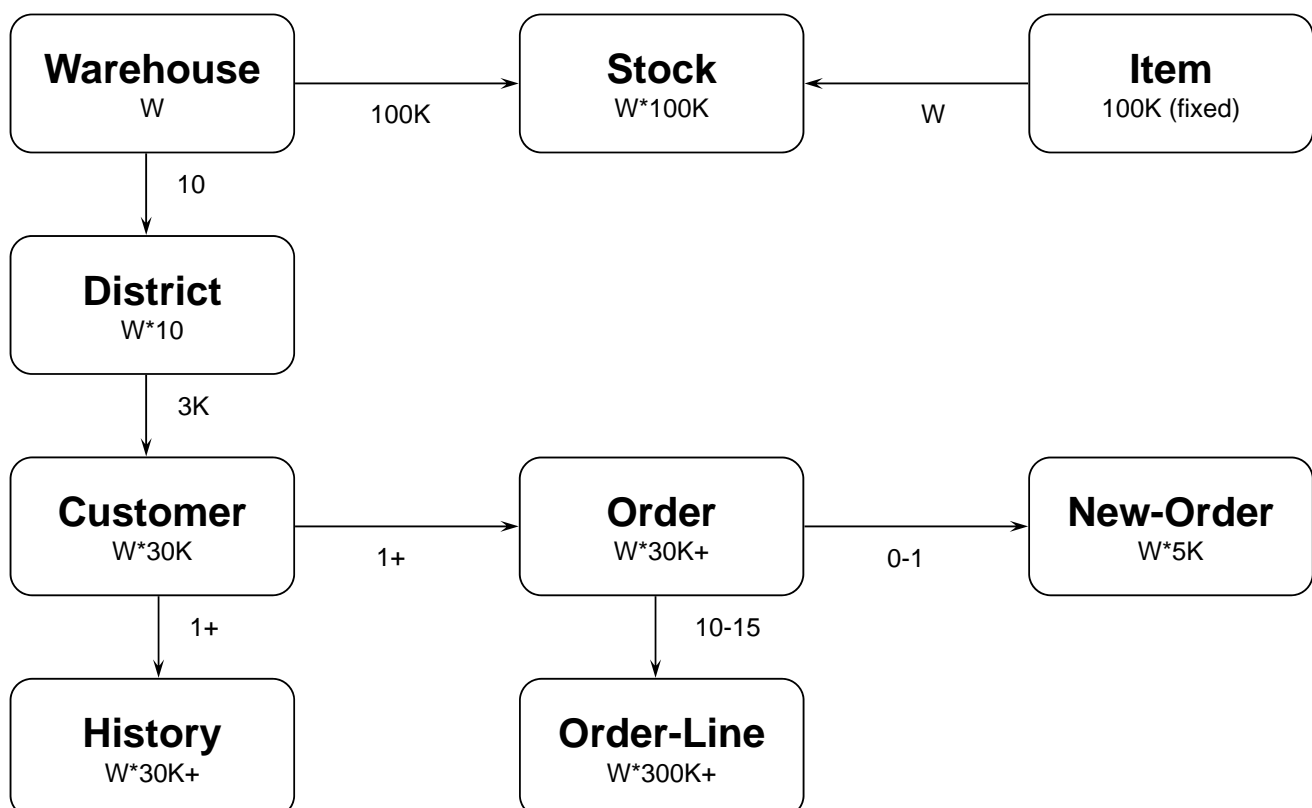 Warehouse
W
100K
Stock
W*100K
W
Item
100K (fixed)
10
District
W*10
3K
Customer
W*30K
1+
Order
W*30K+
0-1
New-Order
W*5K
1+
10-15
History
W*30K+
Order-Line
W*300K+